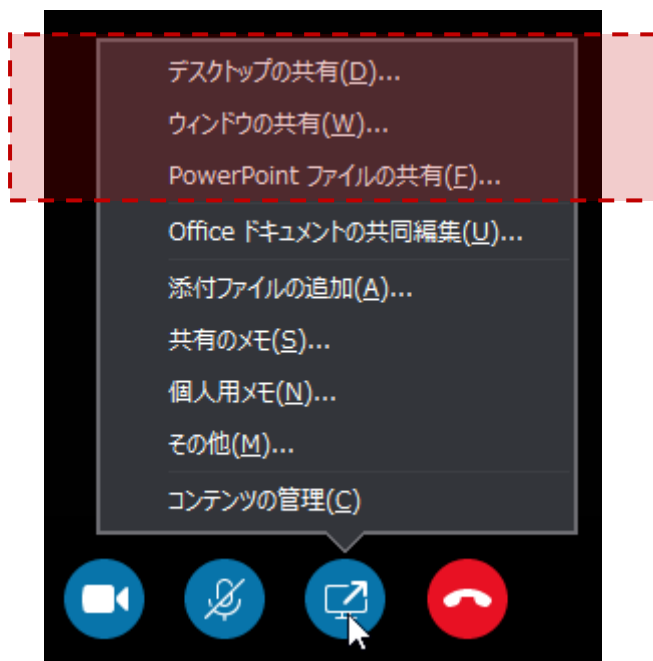 デスクトップの共有(D)...
ウィンドウの共有(W)...
PowerPoint ファイルの共有(F)...
Office ドキュメントの共同編集(U)...
添付ファイルの追加(A)...
共有のメモ(S)...
個人用メモ(N)...
その他(M)...
コンテンツの管理(C)